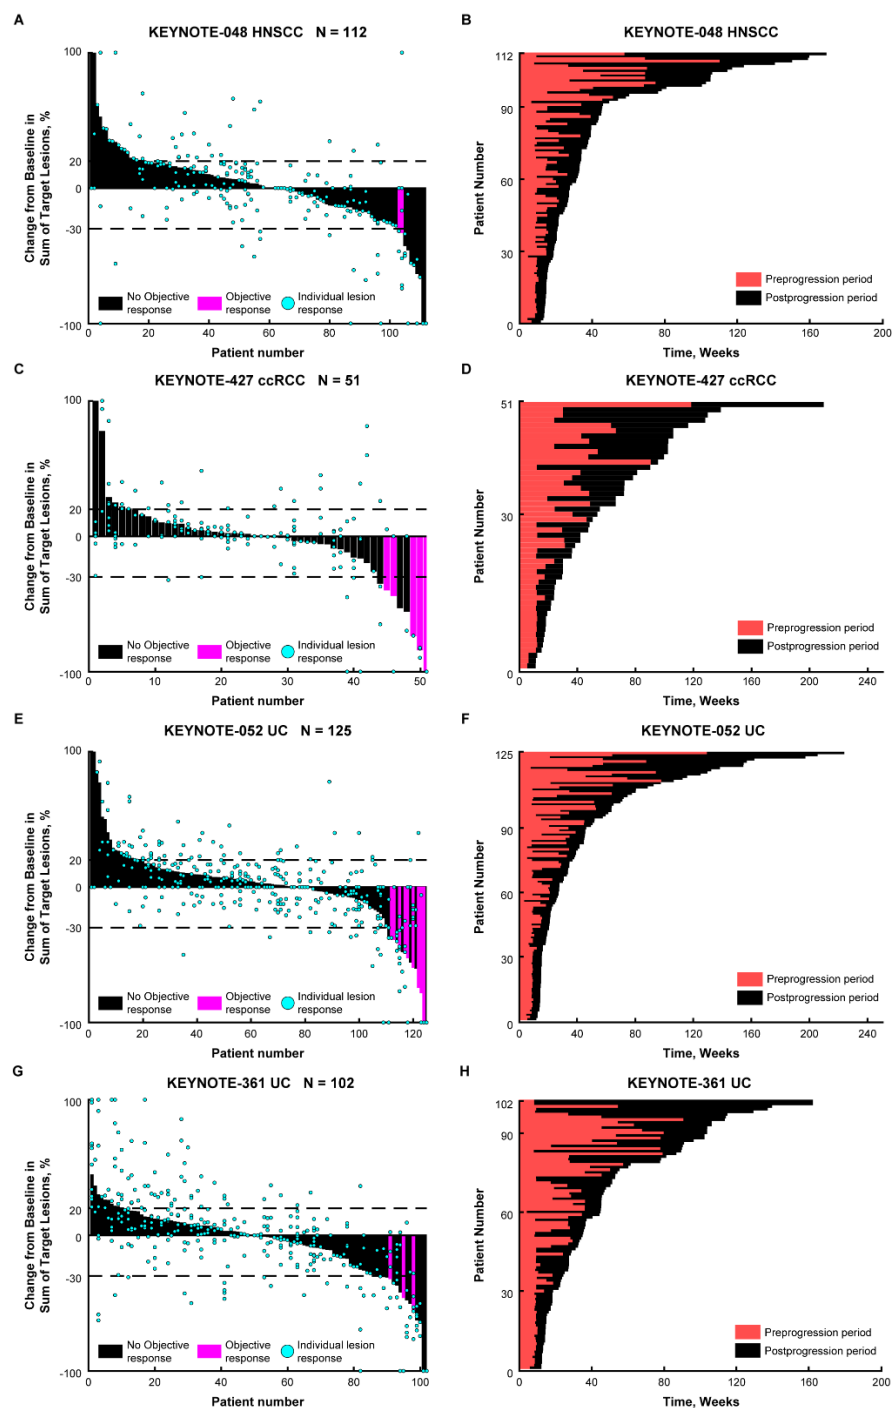 A
KEYNOTE-048 HNSCC N = 112
Change from Baseline in
Sum of Target Lesions, %
100
20
0
-30
-100
No Objective
response
Objective
response
Individual lesion
response
0 20 40 60 80 100
Patient number
B
KEYNOTE-048 HNSCC
Patient Number
112
90
60
30
0
Preprogression period
Postprogression period
0 40 80 120 160 200
Time, Weeks
C
KEYNOTE-427 ccRCC N = 51
Change from Baseline in
Sum of Target Lesions, %
100
20
0
-30
-100
No Objective
response
Objective
response
Individual lesion
response
0 10 20 30 40 50
Patient number
D
KEYNOTE-427 ccRCC
Patient Number
51
30
0
Preprogression period
Postprogression period
0 40 80 120 160 200 240
Time, Weeks
E
KEYNOTE-052 UC N = 125
Change from Baseline in
Sum of Target Lesions, %
100
20
0
-30
-100
No Objective
response
Objective
response
Individual lesion
response
0 20 40 60 80 100 120
Patient number
F
KEYNOTE-052 UC
Patient Number
125
90
60
30
0
Preprogression period
Postprogression period
0 40 80 120 160 200 240
Time, Weeks
G
KEYNOTE-361 UC N = 102
Change from Baseline in
Sum of Target Lesions, %
100
20
0
-30
-100
No Objective
response
Objective
response
Individual lesion
response
0 20 40 60 80 100
Patient number
H
KEYNOTE-361 UC
Patient Number
102
90
60
30
0
Preprogression period
Postprogression period
0 40 80 120 160 200
Time, Weeks